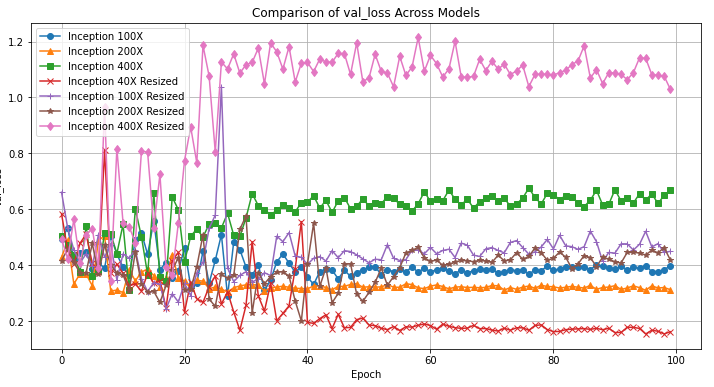 Comparison of val_loss Across Models
Inception 100X
Inception 200X
Inception 400X
Inception 40X Resized
Inception 100X Resized
Inception 200X Resized
Inception 400X Resized
val_loss
1.2
1.0
0.8
0.6
0.4
0.2
0
20
40
60
80
100
Epoch